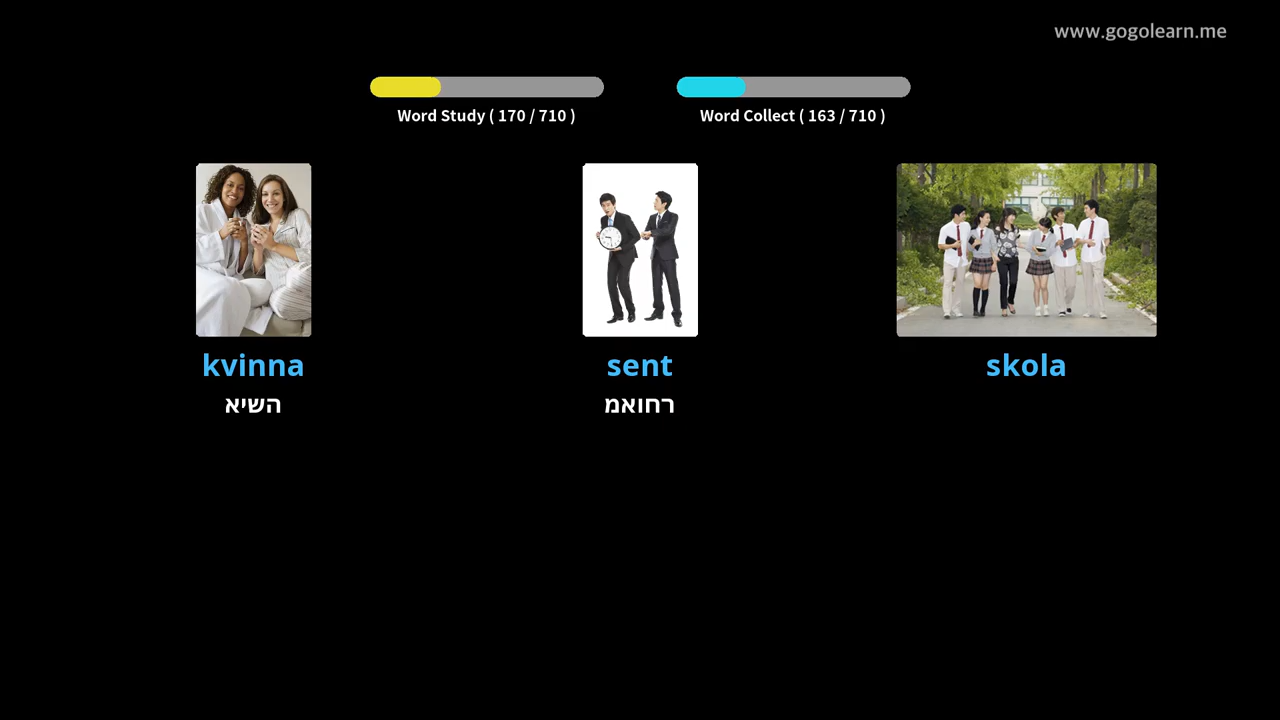 www.gogolearn.me
Word Study ( 170 / 710 )
Word Collect ( 163 / 710 )
kvinna
השיא
sent
רחואמ
skola